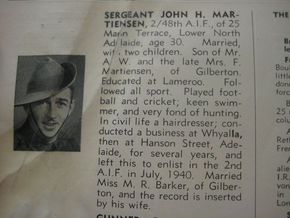 SERGEANT JOHN H. MAR-
TIENSEN, 2/48th A.I.F., of 25
Mann Terrace, Lower North
Adelaide, age 30. Married,
with two children. Son of Mr.
A. W. and the late Mrs. F.
Martiensen, of Gilberton.
Educated at Lameroo. Fol-
lowed all sport. Played foot-
ball and cricket; keen swim-
mer, and very fond of hunting.
In civil life a hairdresser; con-
ductetd a business at Whyalla,
then at Hanson Street, Ade-
laide, for several years, and
left this to enlist in the 2nd
A.I.F. in July, 1940. Married
Miss M. R. Barker, of Gilber-
ton, and the record is inserted
by his wife.
THE